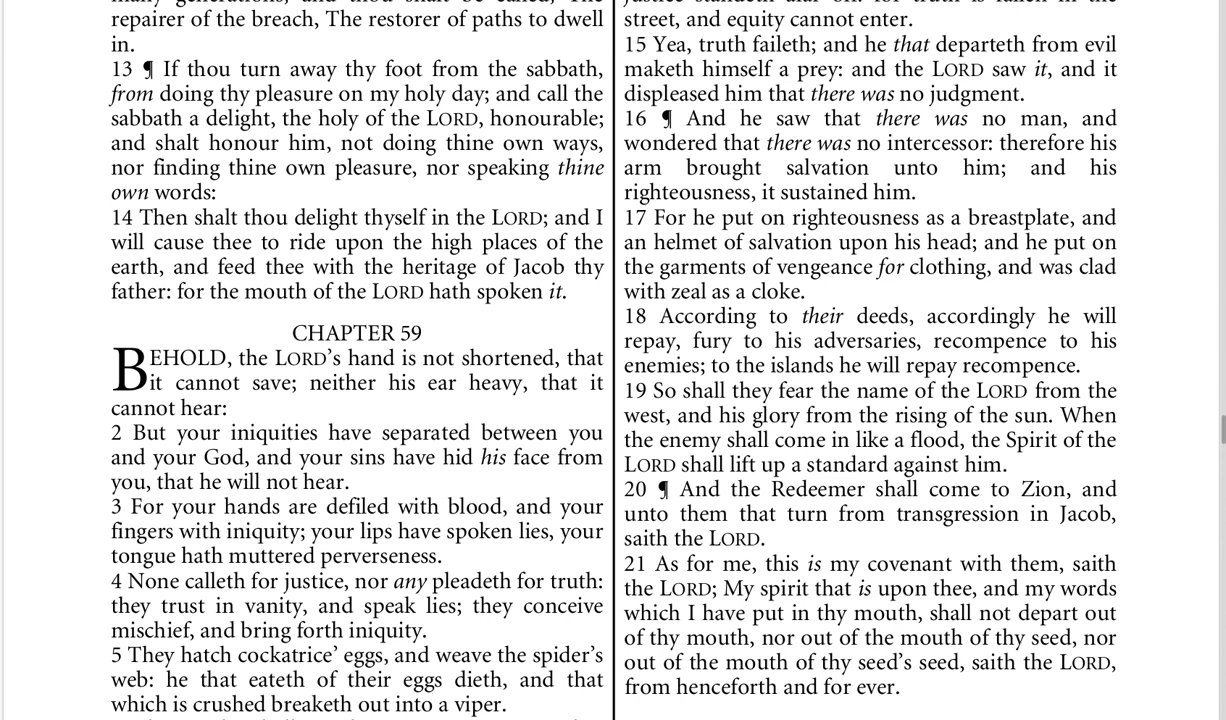 many generations; and thou shalt be called, The
repairer of the breach, The restorer of paths to dwell
in.
13 ¶ If thou turn away thy foot from the sabbath,
from doing thy pleasure on my holy day; and call the
sabbath a delight, the holy of the LORD, honourable;
and shalt honour him, not doing thine own ways,
nor finding thine own pleasure, nor speaking thine
own words:
14 Then shalt thou delight thyself in the LORD; and I
will cause thee to ride upon the high places of the
earth, and feed thee with the heritage of Jacob thy
father: for the mouth of the LORD hath spoken it.
CHAPTER 59
BEHOLD, the LORD’s hand is not shortened, that
it cannot save; neither his ear heavy, that it
cannot hear:
2 But your iniquities have separated between you
and your God, and your sins have hid his face from
you, that he will not hear.
3 For your hands are defiled with blood, and your
fingers with iniquity; your lips have spoken lies, your
tongue hath muttered perverseness.
4 None calleth for justice, nor any pleadeth for truth:
they trust in vanity, and speak lies; they conceive
mischief, and bring forth iniquity.
5 They hatch cockatrice’ eggs, and weave the spider’s
web: he that eateth of their eggs dieth, and that
which is crushed breaketh out into a viper.
justice standeth afar off: for truth is fallen in the
street, and equity cannot enter.
15 Yea, truth faileth; and he that departeth from evil
maketh himself a prey: and the LORD saw it, and it
displeased him that there was no judgment.
16 ¶ And he saw that there was no man, and
wondered that there was no intercessor: therefore his
arm brought salvation unto him; and his
righteousness, it sustained him.
17 For he put on righteousness as a breastplate, and
an helmet of salvation upon his head; and he put on
the garments of vengeance for clothing, and was clad
with zeal as a cloke.
18 According to their deeds, accordingly he will
repay, fury to his adversaries, recompence to his
enemies; to the islands he will repay recompence.
19 So shall they fear the name of the LORD from the
west, and his glory from the rising of the sun. When
the enemy shall come in like a flood, the Spirit of the
LORD shall lift up a standard against him.
20 ¶ And the Redeemer shall come to Zion, and
unto them that turn from transgression in Jacob,
saith the LORD.
21 As for me, this is my covenant with them, saith
the LORD; My spirit that is upon thee, and my words
which I have put in thy mouth, shall not depart out
of thy mouth, nor out of the mouth of thy seed, nor
out of the mouth of thy seed’s seed, saith the LORD,
from henceforth and for ever.